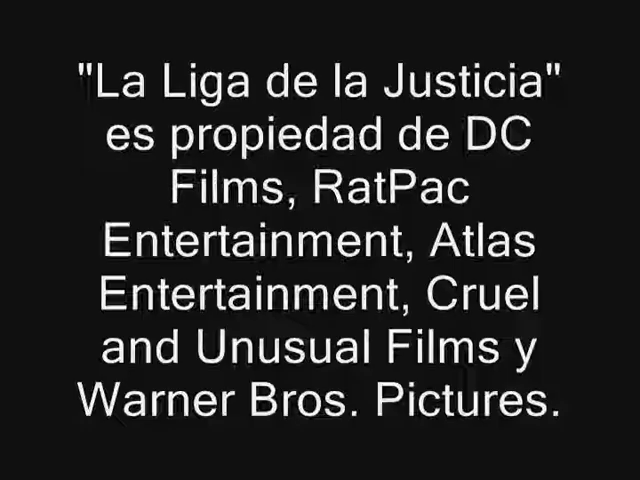 "La Liga de la Justicia"
es propiedad de DC
Films, RatPac
Entertainment, Atlas
Entertainment, Cruel
and Unusual Films y
Warner Bros. Pictures.